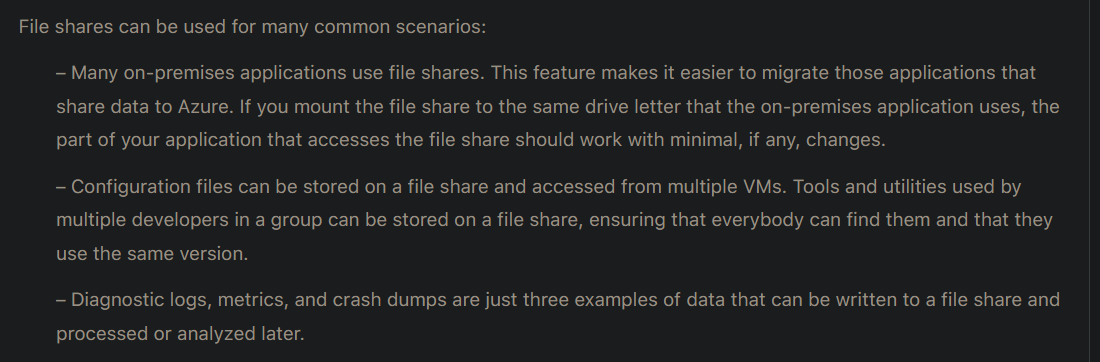 File shares can be used for many common scenarios:
– Many on-premises applications use file shares. This feature makes it easier to migrate those applications that
share data to Azure. If you mount the file share to the same drive letter that the on-premises application uses, the
part of your application that accesses the file share should work with minimal, if any, changes.
– Configuration files can be stored on a file share and accessed from multiple VMs. Tools and utilities used by
multiple developers in a group can be stored on a file share, ensuring that everybody can find them and that they
use the same version.
– Diagnostic logs, metrics, and crash dumps are just three examples of data that can be written to a file share and
processed or analyzed later.